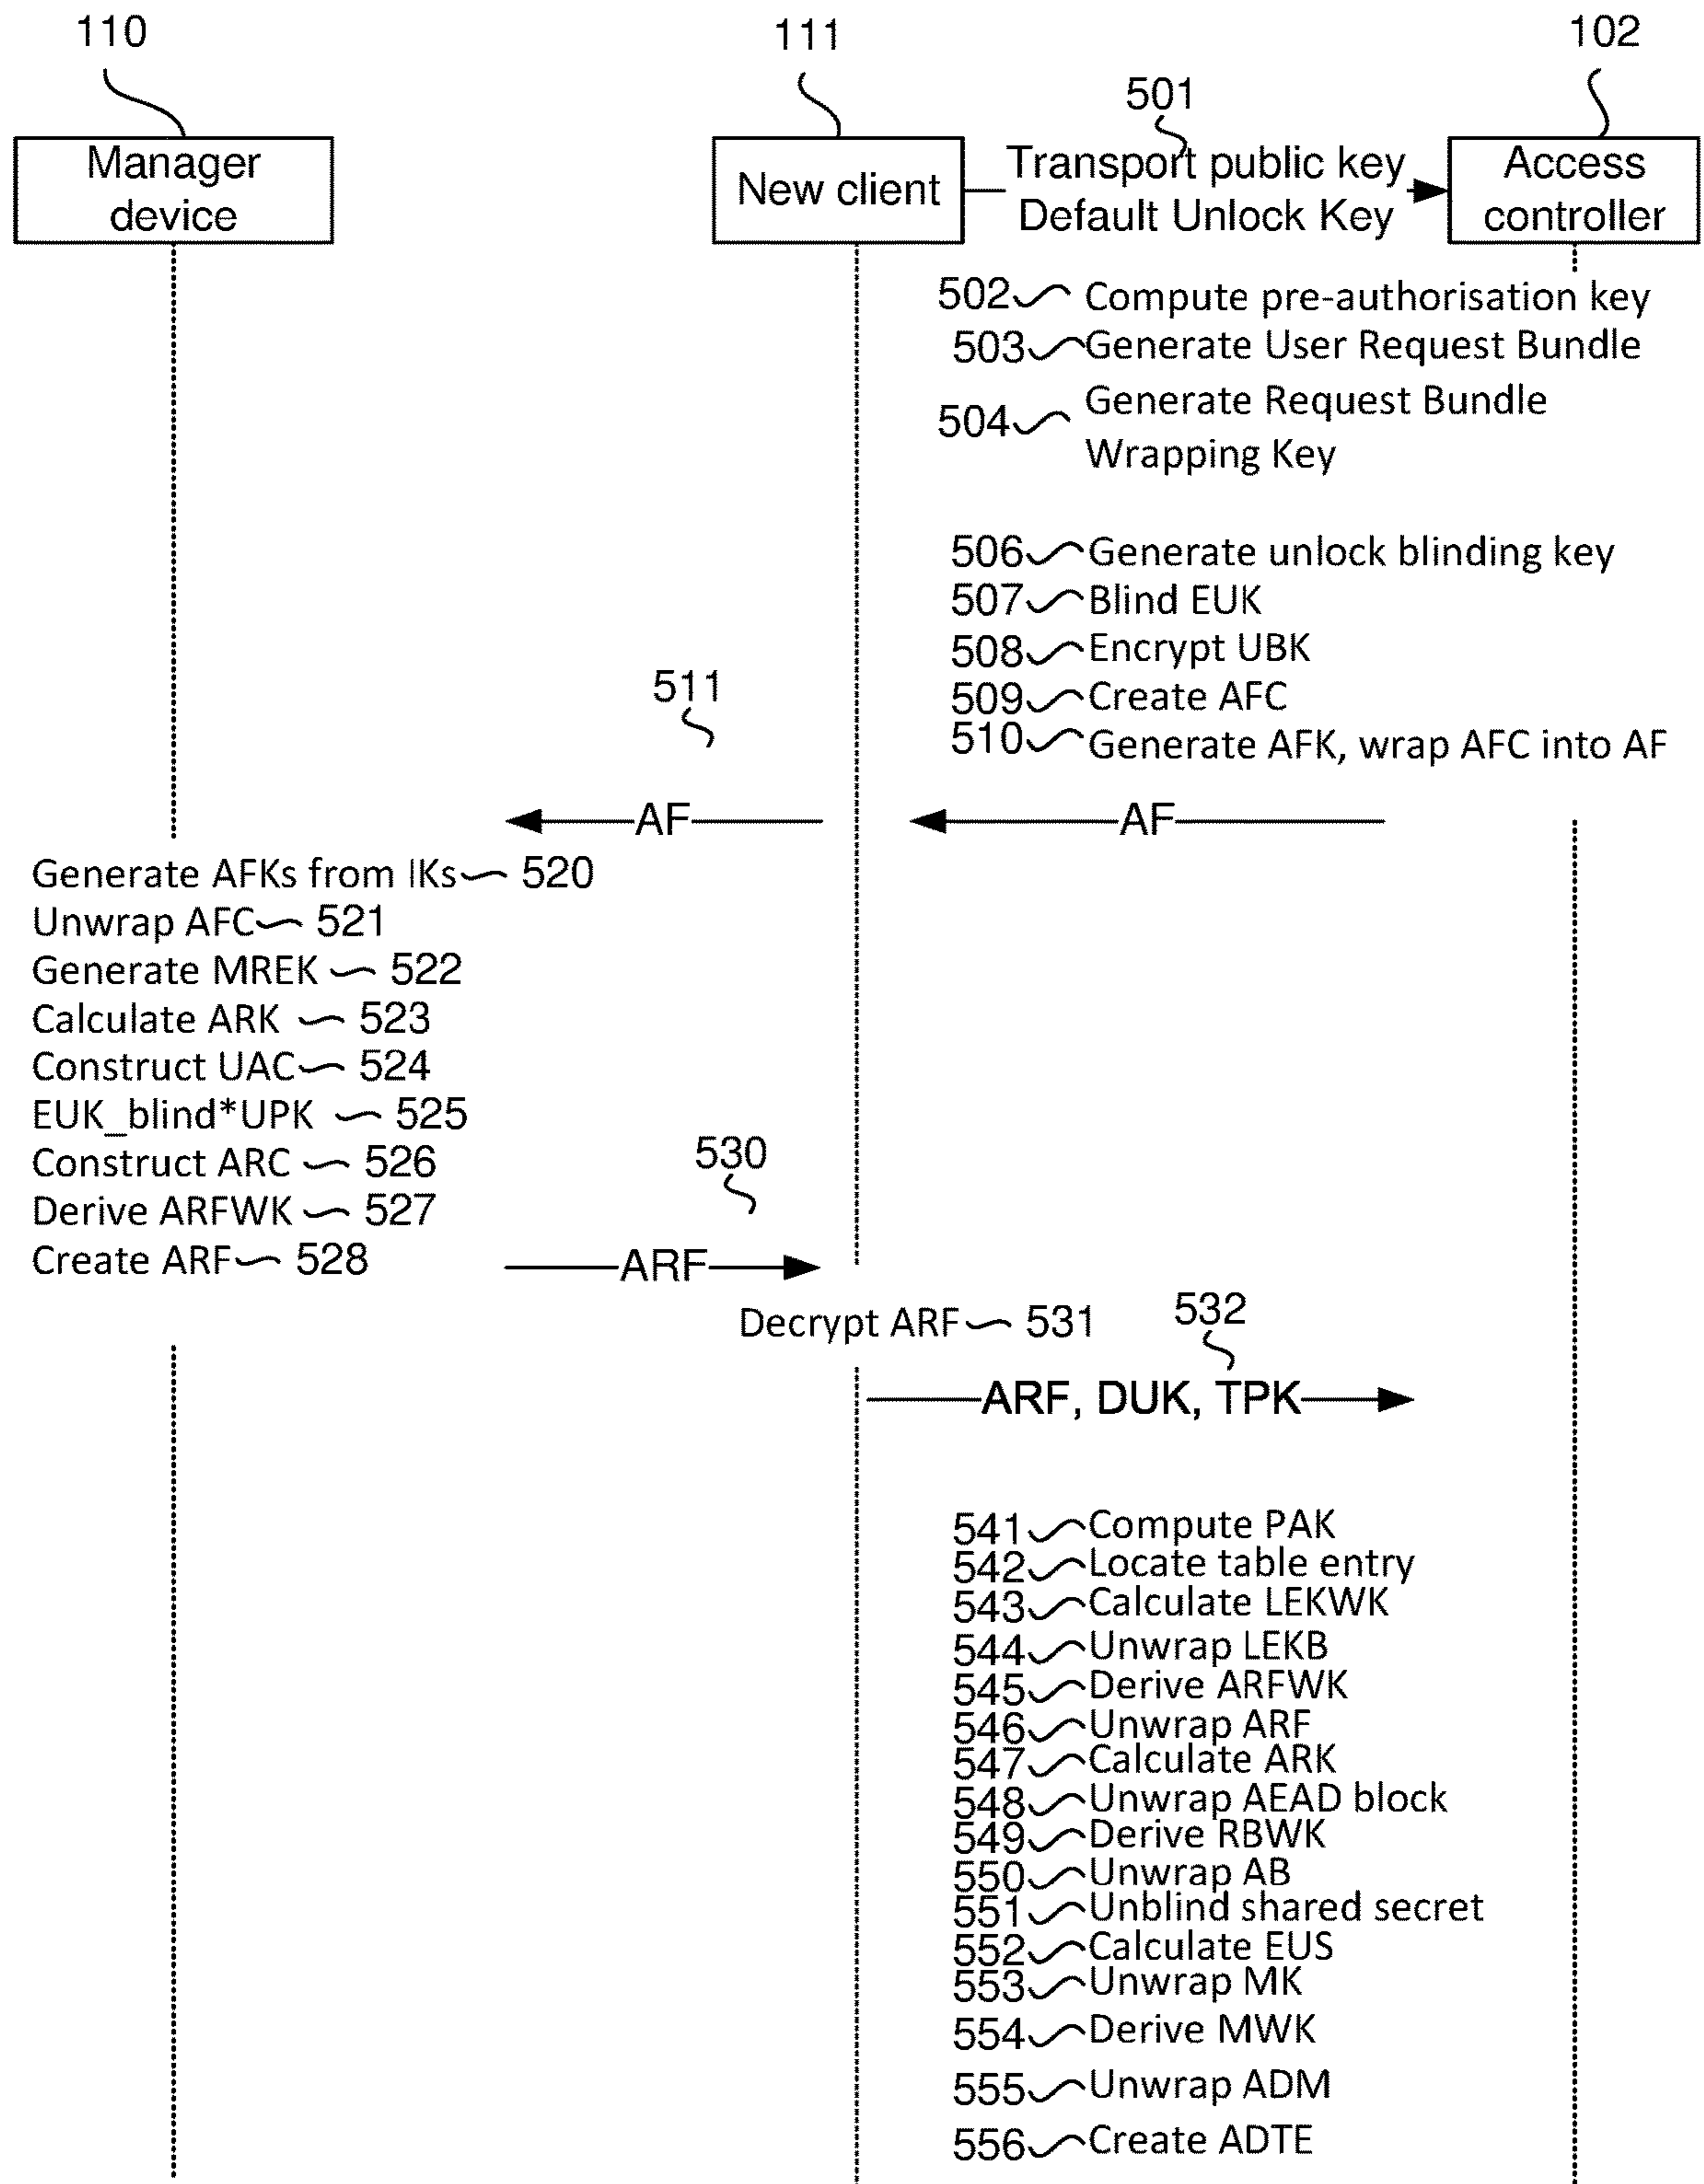 110
111
102
501
Manager
device
New client
Transport public key
Default Unlock Key
Access
controller
502 Compute pre-authorisation key
503 Generate User Request Bundle
504 Generate Request Bundle
Wrapping Key
506 Generate unlock blinding key
507 Blind EUK
508 Encrypt UBK
509 Create AFC
510 Generate AFK, wrap AFC into AF
511
AF
AF
Generate AFKs from IKs 520
Unwrap AFC 521
Generate MREK 522
Calculate ARK 523
Construct UAC 524
EUK_blind*UPK 525
Construct ARC 526
Derive ARFWK 527
Create ARF 528
530
ARF
Decrypt ARF 531
532
ARF, DUK, TPK
541 Compute PAK
542 Locate table entry
543 Calculate LEKWK
544 Unwrap LEKB
545 Derive ARFWK
546 Unwrap ARF
547 Calculate ARK
548 Unwrap AEAD block
549 Derive RBWK
550 Unwrap AB
551 Unblind shared secret
552 Calculate EUS
553 Unwrap MK
554 Derive MWK
555 Unwrap ADM
556 Create ADTE